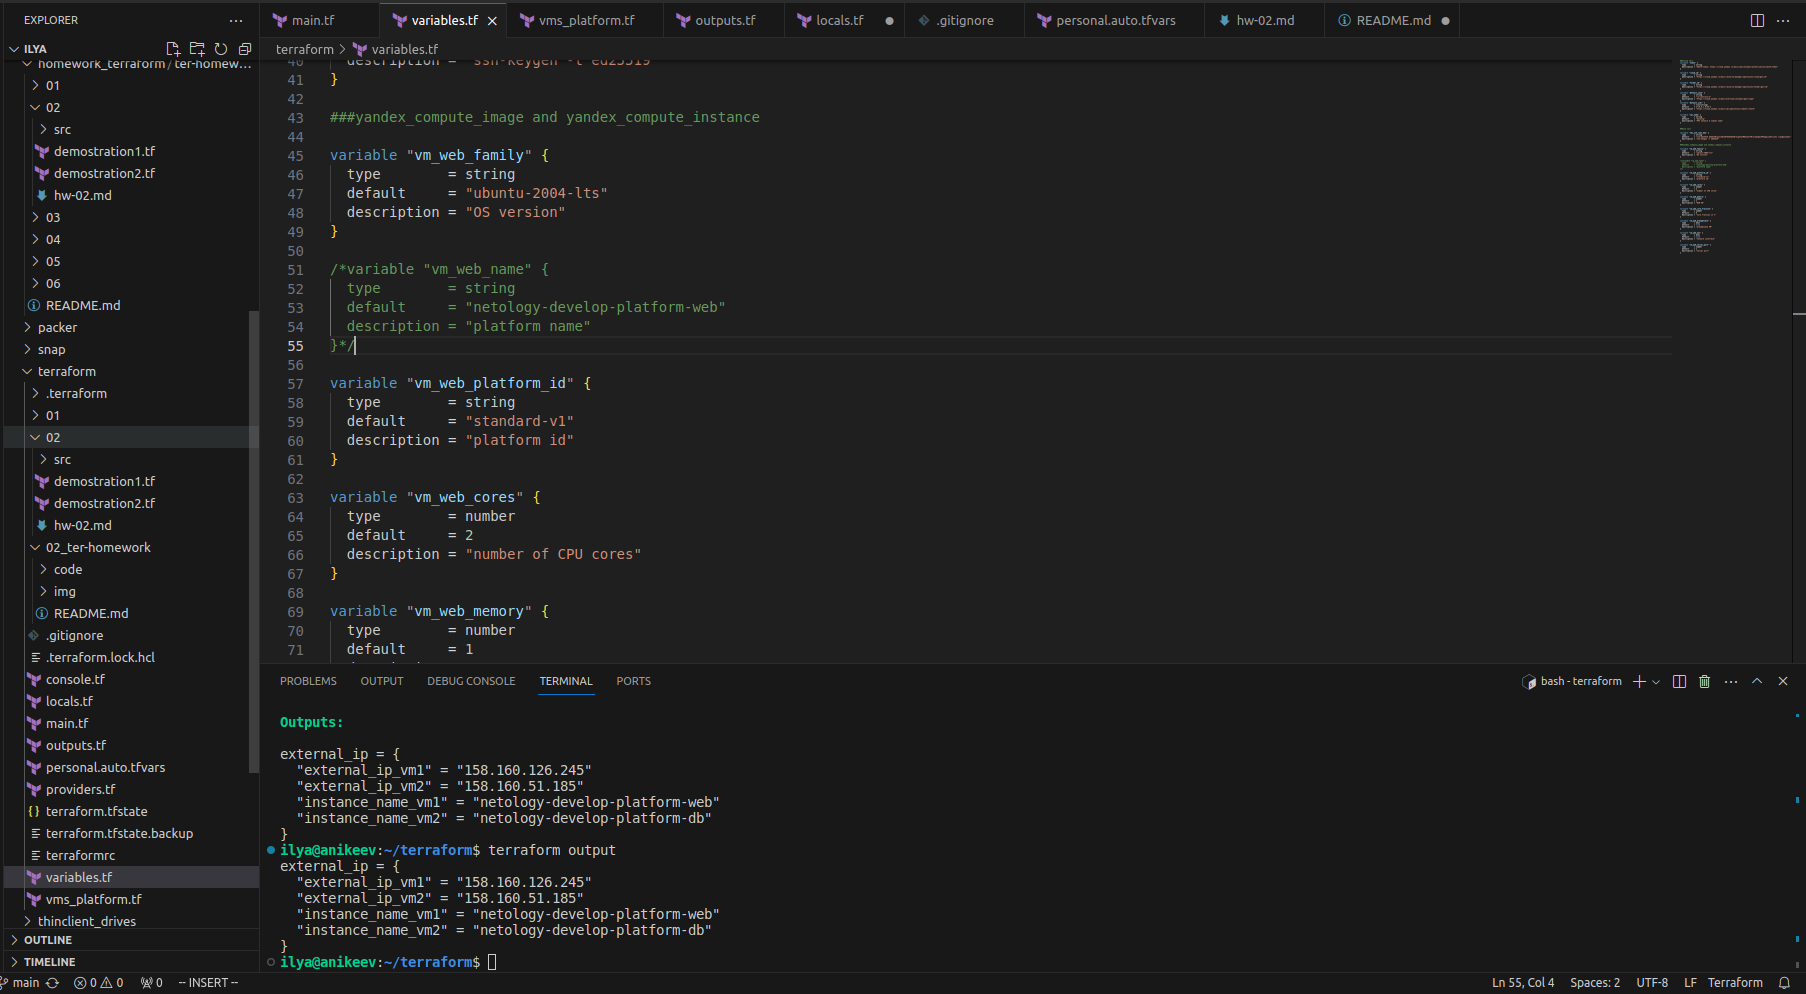 EXPLORER
ILYA
homework_terraform / ter-homew...
01
02
src
demostration1.tf
demostration2.tf
hw-02.md
03
04
05
06
README.md
packer
snap
terraform
.terraform
01
02
src
demostration1.tf
demostration2.tf
hw-02.md
02_ter-homework
code
img
README.md
.gitignore
.terraform.lock.hcl
console.tf
locals.tf
main.tf
outputs.tf
personal.auto.tfvars
providers.tf
terraform.tfstate
terraform.tfstate.backup
terraformrc
variables.tf
vms_platform.tf
thinclient_drives
OUTLINE
TIMELINE
main.tf variables.tf vms_platform.tf outputs.tf locals.tf .gitignore personal.auto.tfvars hw-02.md README.md
terraform > variables.tf
40 description = "ssh-keygen -t ed25519"
41 }
42
43 ###yandex_compute_image and yandex_compute_instance
44
45 variable "vm_web_family" {
46 type = string
47 default = "ubuntu-2004-lts"
48 description = "OS version"
49 }
50
51 /*variable "vm_web_name" {
52 type = string
53 default = "netology-develop-platform-web"
54 description = "platform name"
55 }*/
56
57 variable "vm_web_platform_id" {
58 type = string
59 default = "standard-v1"
60 description = "platform id"
61 }
62
63 variable "vm_web_cores" {
64 type = number
65 default = 2
66 description = "number of CPU cores"
67 }
68
69 variable "vm_web_memory" {
70 type = number
71 default = 1
PROBLEMS OUTPUT DEBUG CONSOLE TERMINAL PORTS
bash - terraform
Outputs:
external_ip = {
"external_ip_vm1" = "158.160.126.245"
"external_ip_vm2" = "158.160.51.185"
"instance_name_vm1" = "netology-develop-platform-web"
"instance_name_vm2" = "netology-develop-platform-db"
}
ilya@anikeev:~/terraform$ terraform output
external_ip = {
"external_ip_vm1" = "158.160.126.245"
"external_ip_vm2" = "158.160.51.185"
"instance_name_vm1" = "netology-develop-platform-web"
"instance_name_vm2" = "netology-develop-platform-db"
}
ilya@anikeev:~/terraform$
main 0 0 0 -- INSERT -- Ln 55, Col 4 Spaces: 2 UTF-8 LF Terraform